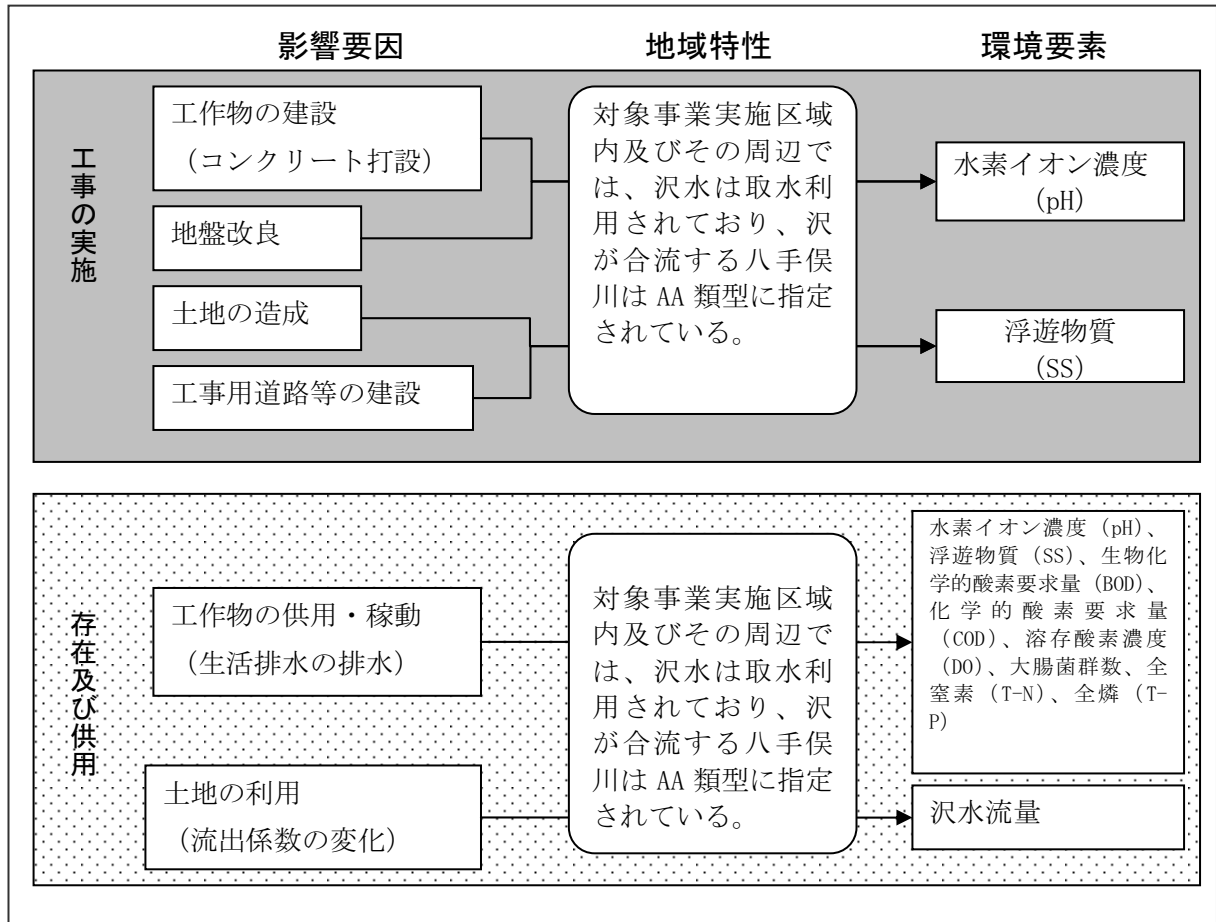 影響要因
地域特性
環境要素
工事の実施
工作物の建設
（コンクリート打設）
地盤改良
土地の造成
工事用道路等の建設
対象事業実施区域
内及びその周辺で
は、沢水は取水利
用されており、沢
が合流する八手俣
川は AA 類型に指定
されている。
水素イオン濃度
(pH)
浮遊物質
(SS)
存在及び供用
工作物の供用・稼動
（生活排水の排水）
土地の利用
（流出係数の変化）
対象事業実施区域
内及びその周辺で
は、沢水は取水利
用されており、沢
が合流する八手俣
川は AA 類型に指定
されている。
水素イオン濃度（pH）、
浮遊物質（SS）、生物化
学的酸素要求量（BOD）、
化学的酸素要求量
（COD）、溶存酸素濃度
（DO）、大腸菌群数、全
窒素（T-N）、全燐（T-
P）
沢水流量